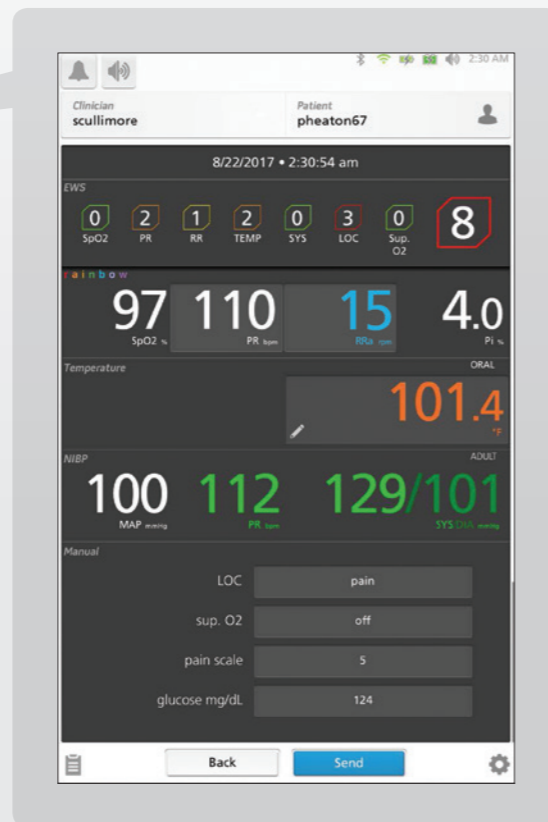 2:30 AM
Clinician
Patient
scullimore
pheaton67
8/22/2017 • 2:30:54 am
EWS
0 2 1 2 0 3 0 8
SpO2 PR RR TEMP SYS LOC Sup. O2
rainbow
97 110 15 4.0
SpO2 % PR bpm RRa rpm Pi %
Temperature
ORAL
101.4
°F
NIBP
ADULT
100 112 129/101
MAP mmHg PR bpm SYS/DIA mmHg
Manual
LOC pain
sup. O2 off
pain scale 5
glucose mg/dL 124
Back Send